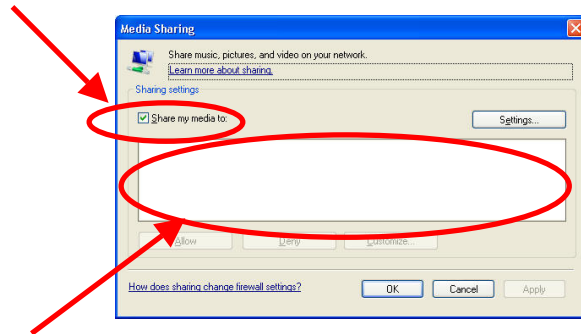 Media Sharing
Share music, pictures, and video on your network.
Learn more about sharing.
Sharing settings
Share my media to:
Settings...
Allow
Deny
Customize...
How does sharing change firewall settings?
OK
Cancel
Apply